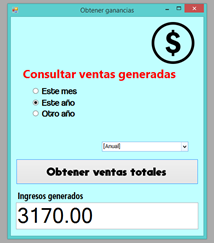 Obtener ganancias
$
Consultar ventas generadas
Este mes
Este año
Otro año
[Anual]
Obtener ventas totales
Ingresos generados
3170.00